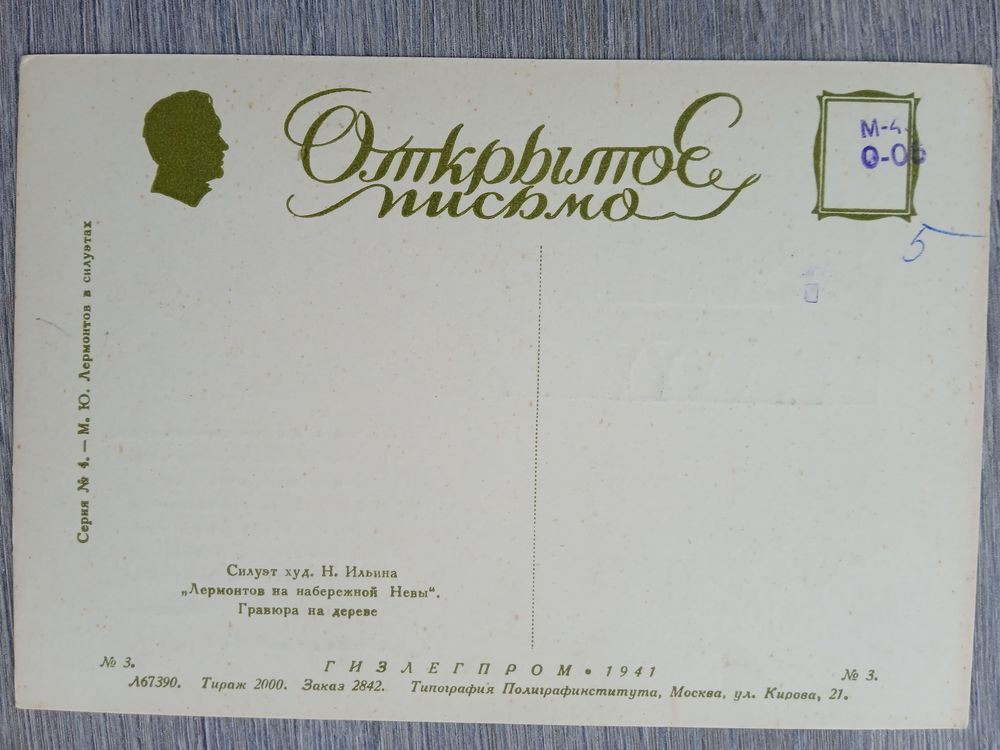 Открытое
письмо
М-4
0-06
5
Серия № 4. — М. Ю. Лермонтов в силуэтах
Силуэт худ. Н. Ильина
„Лермонтов на набережной Невы“.
Гравюра на дереве
№ 3.
ГИЗЛЕГПРОМ • 1941
№ 3.
Л67390. Тираж 2000. Заказ 2842. Типография Полиграфинститута, Москва, ул. Кирова, 21.